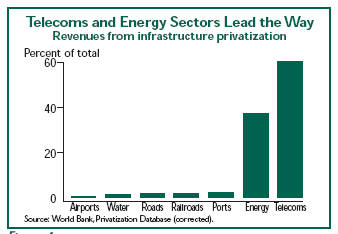 Telecoms and Energy Sectors Lead the Way
Revenues from infrastructure privatization
Percent of total
60
40
20
0
Airports Water Roads Railroads Ports Energy Telecoms
Source: World Bank, Privatization Database (corrected).